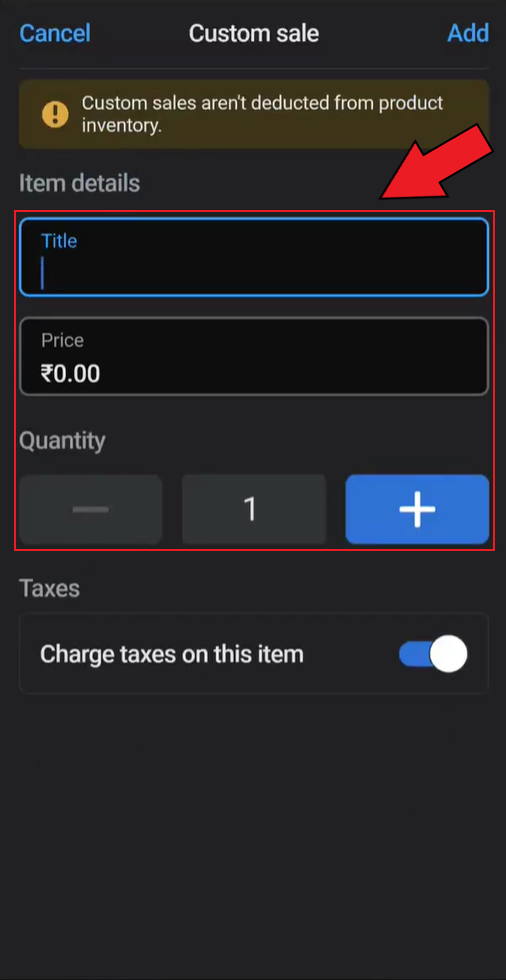 Cancel Custom sale Add
Custom sales aren't deducted from product
inventory.
Item details
Title
Price
₹0.00
Quantity
1
Taxes
Charge taxes on this item